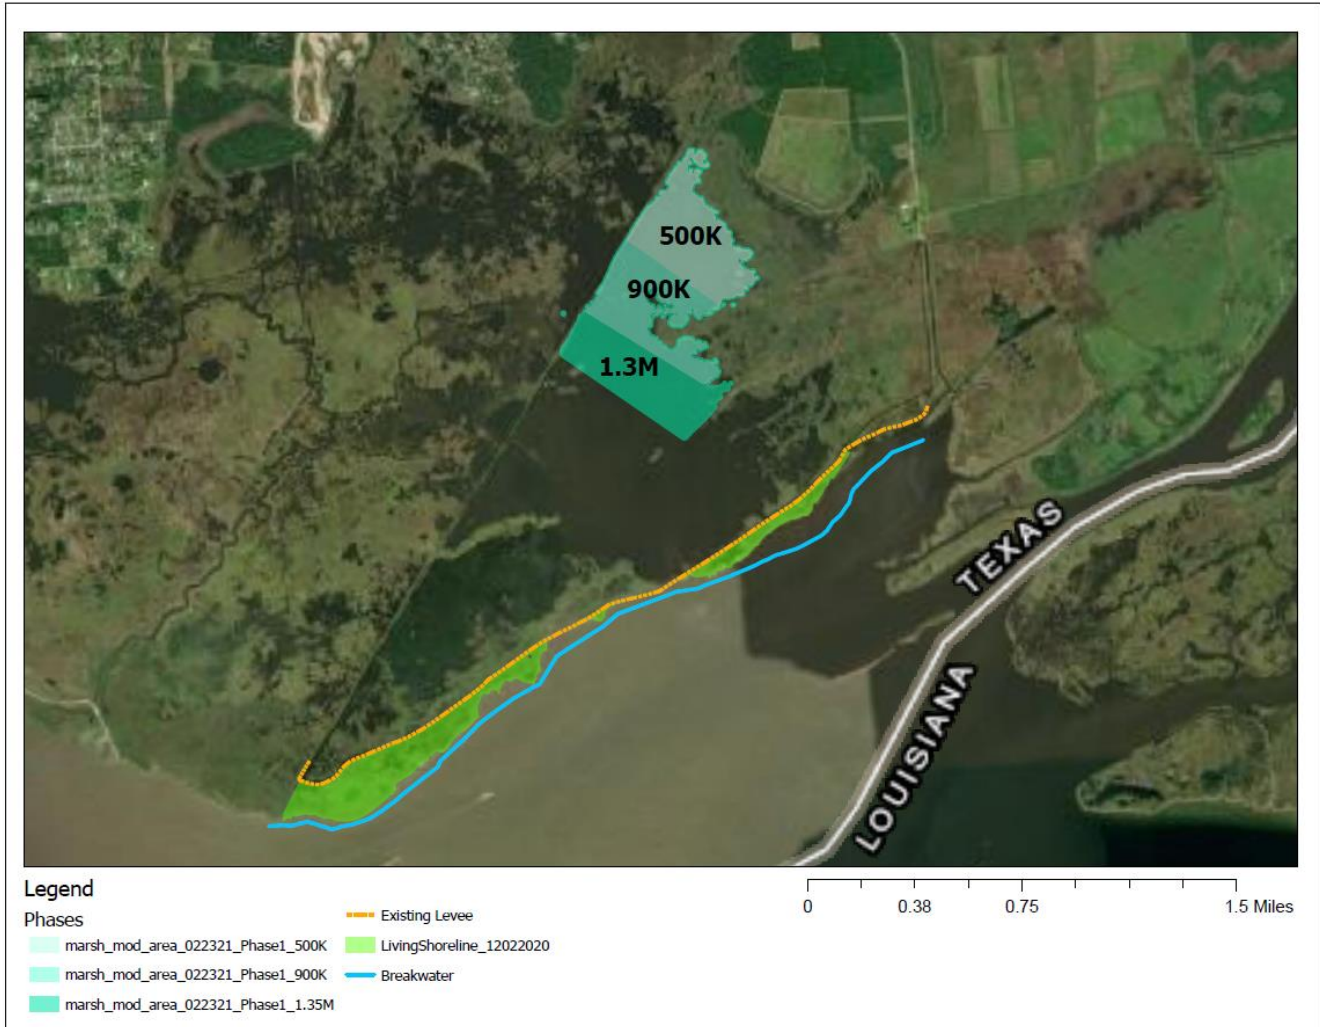 500K
900K
1.3M
TEXAS
LOUISIANA
Legend
Phases
marsh_mod_area_022321_Phase1_500K
marsh_mod_area_022321_Phase1_900K
marsh_mod_area_022321_Phase1_1.35M
Existing Levee
LivingShoreline_12022020
Breakwater
0 0.38 0.75 1.5 Miles